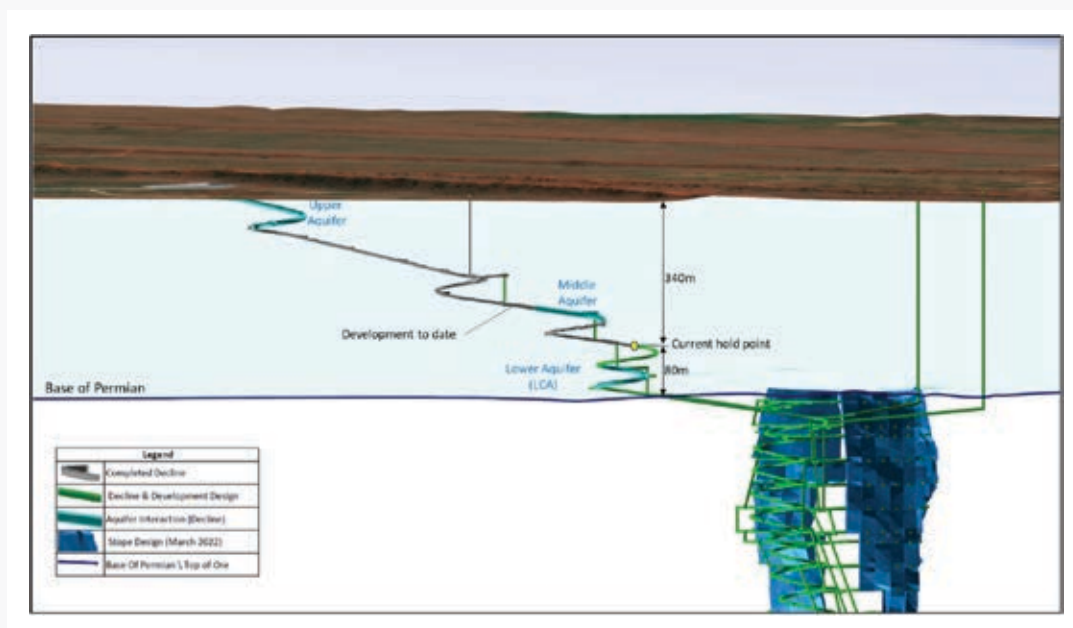 Upper
Aquifer
340m
Middle
Aquifer
Development to date
Current hold point
Lower Aquifer
(LCA)
80m
Base of Permian
Legend
Completed Decline
Decline & Development Design
Aquifer Interaction (Decline)
Stope Design (March 2022)
Base Of Permian \ Top of Ore